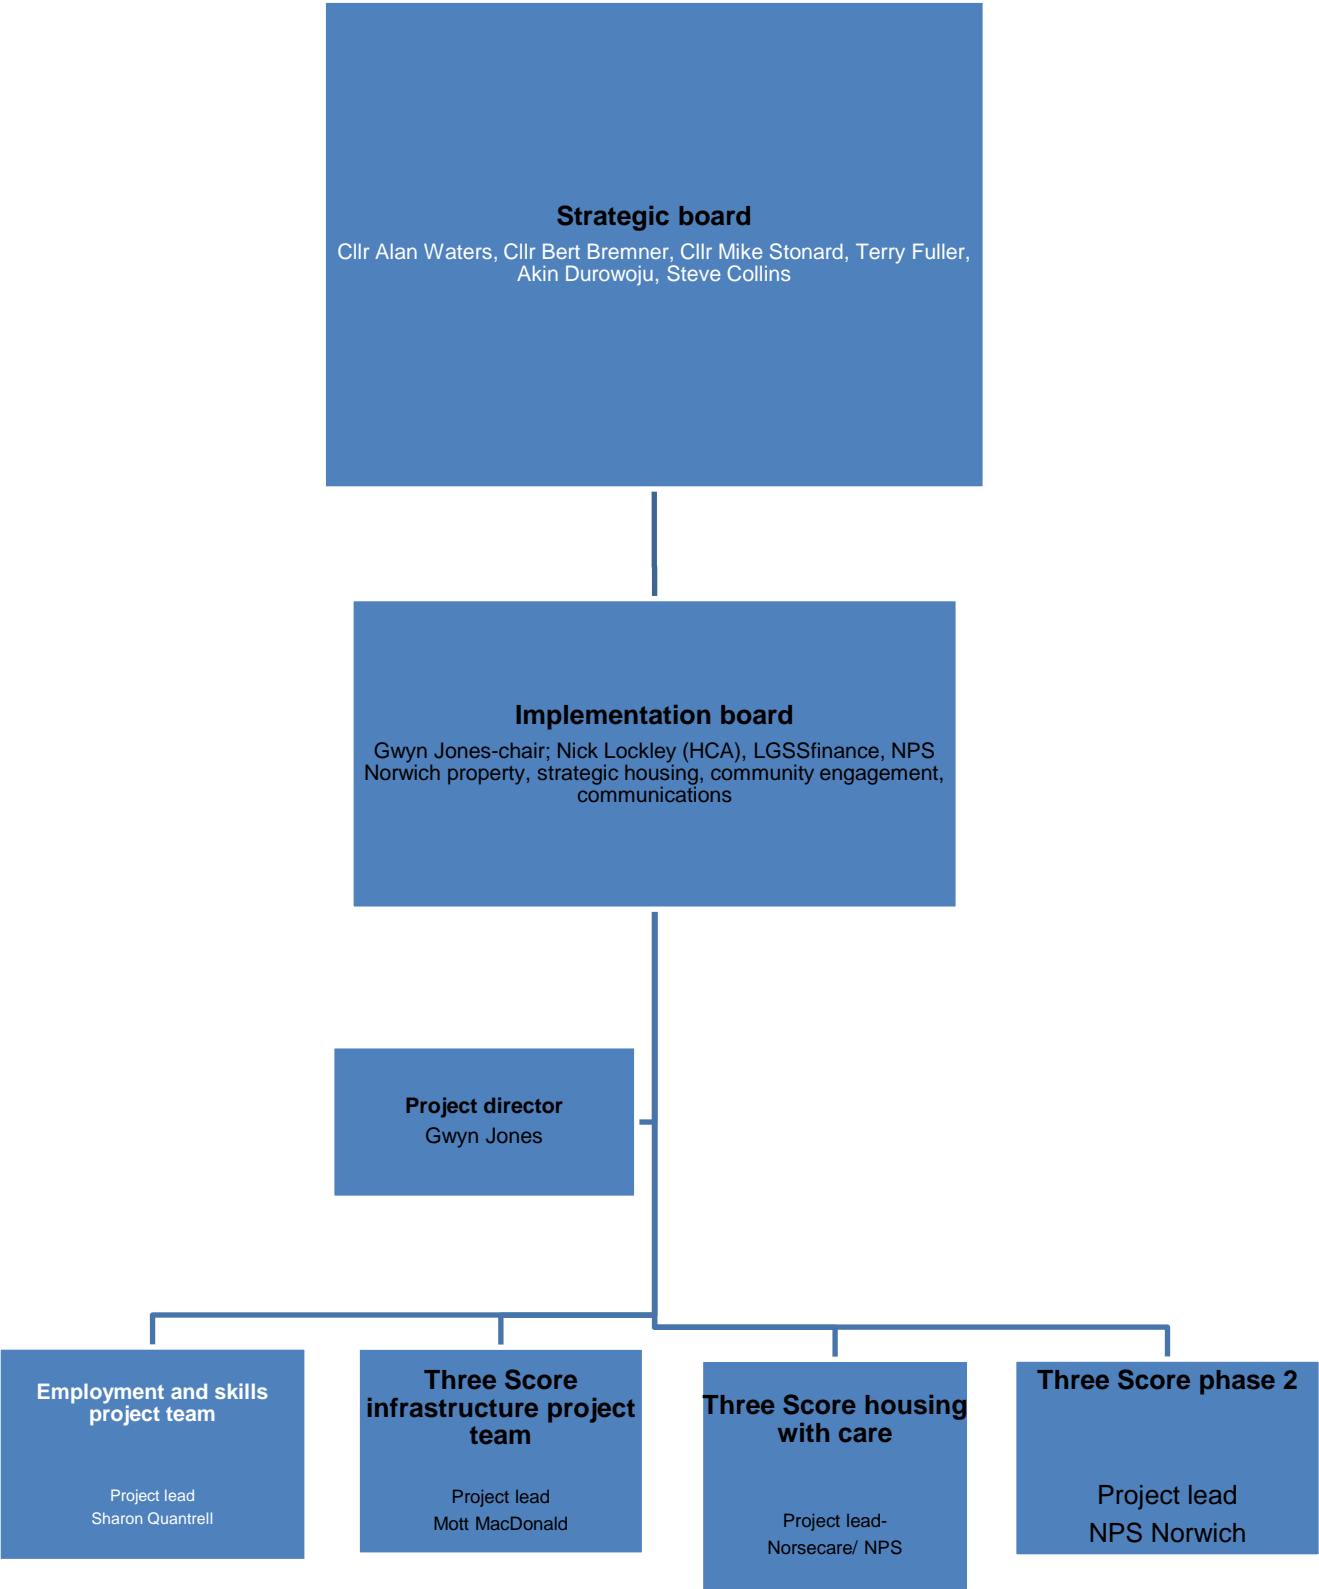 Strategic board
Cllr Alan Waters, Cllr Bert Bremner, Cllr Mike Stonard, Terry Fuller,
Akin Durowoju, Steve Collins
Implementation board
Gwyn Jones-chair; Nick Lockley (HCA), LGSSfinance, NPS
Norwich property, strategic housing, community engagement,
communications
Project director
Gwyn Jones
Employment and skills
project team
Project lead
Sharon Quantrell
Three Score
infrastructure project
team
Project lead
Mott MacDonald
Three Score housing
with care
Project lead-
Norsecare/ NPS
Three Score phase 2
Project lead
NPS Norwich